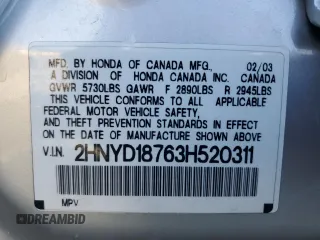 MFD. BY HONDA OF CANADA MFG., 02/03
A DIVISION OF HONDA CANADA INC. CANADA
GVWR 5730LBS GAWR F 2890LBS R 2945LBS
THIS VEHICLE CONFORMS TO ALL APPLICABLE
FEDERAL MOTOR VEHICLE SAFETY
AND THEFT PREVENTION STANDARDS IN EFFECT
ON THE DATE OF MANUFACTURE SHOWN ABOVE.
V.I.N. 2HNYD18763H520311
MPV
DREAMBID